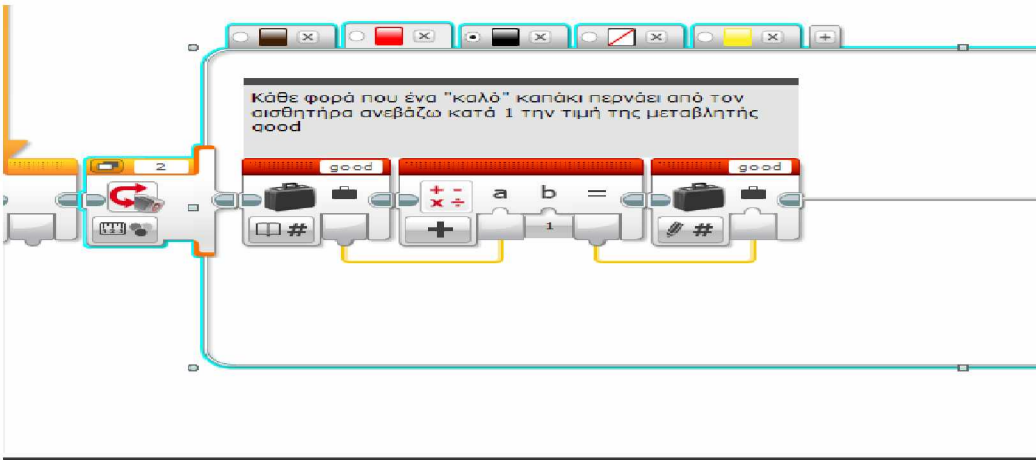 Κάθε φορά που ένα "καλό" καπάκι περνάει από τον
αισθητήρα ανεβάζω κατά 1 την τιμή της μεταβλητής
good
2
good
good
a b =
1
#
#